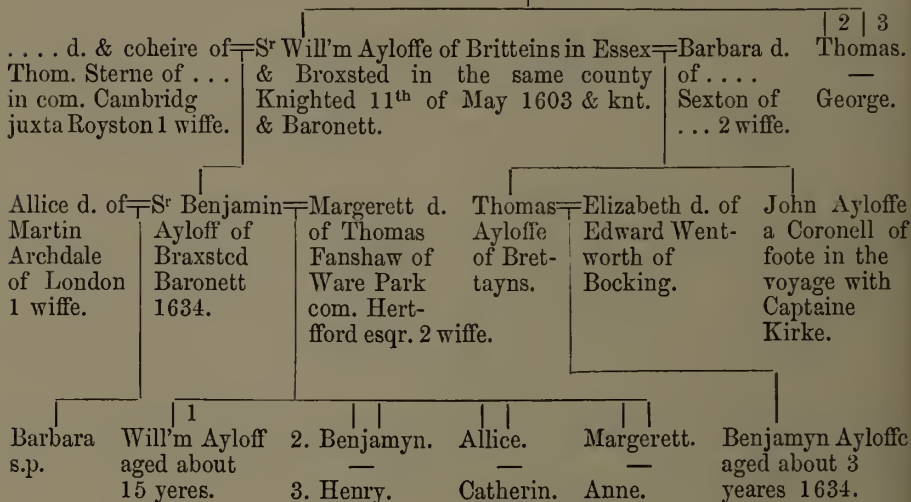 2 3
. . . . d. & coheire of
Thom. Sterne of . . .
in com. Cambridg
juxta Royston 1 wiffe.
Sr Will'm Ayloffe of Britteins in Essex
& Broxsted in the same county
Knighted 11th of May 1603 & knt.
& Baronett.
Barbara d.
of . . . .
Sexton of
. . . 2 wiffe.
Thomas.
—
George.
Allice d. of
Martin
Archdale
of London
1 wiffe.
Sr Benjamin
Ayloff of
Braxsted
Baronett
1634.
Margerett d.
of Thomas
Fanshaw of
Ware Park
com. Hert-
fford esqr. 2 wiffe.
Thomas
Ayloffe
of Bret-
tayns.
Elizabeth d. of
Edward Went-
worth of
Bocking.
John Ayloffe
a Coronell of
foote in the
voyage with
Captaine
Kirke.
Barbara
s.p.
1
Will'm Ayloff
aged about
15 yeres.
2. Benjamyn.
—
3. Henry.
Allice.
—
Catherin.
Margerett.
—
Anne.
Benjamyn Ayloffe
aged about 3
yeares 1634.